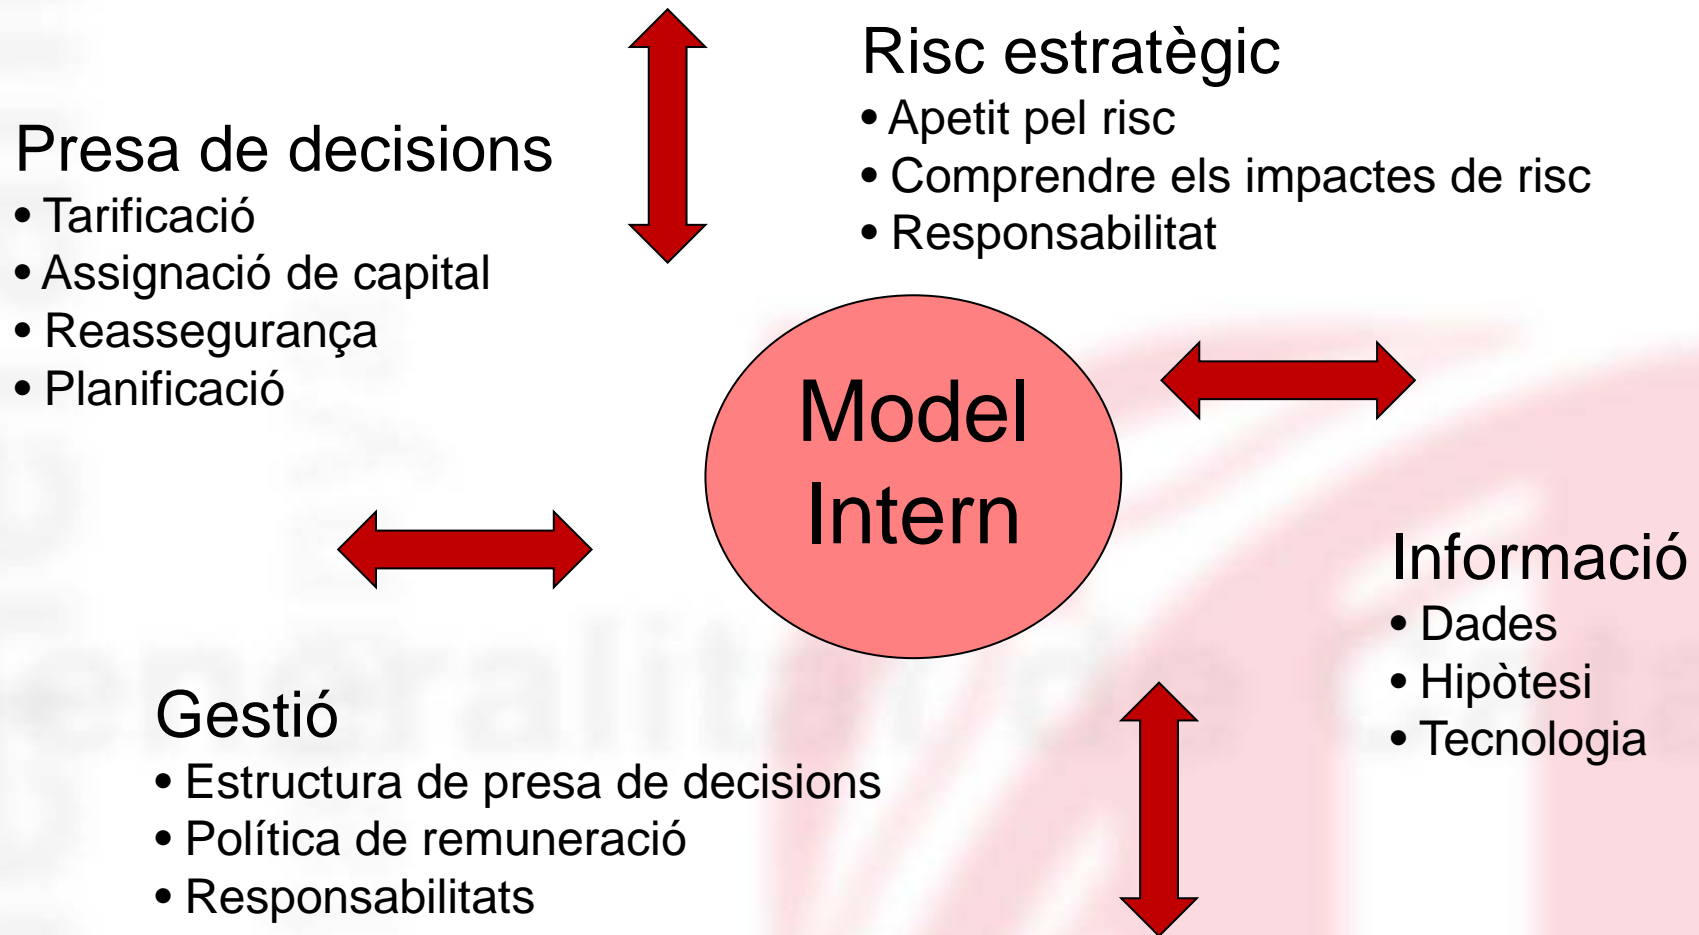 Risc estratègic
• Apetit pel risc
• Comprendre els impactes de risc
• Responsabilitat
Presa de decisions
• Tarificació
• Assignació de capital
• Reassegurança
• Planificació
Model
Intern
Informació
• Dades
• Hipòtesi
• Tecnologia
Gestió
• Estructura de presa de decisions
• Política de remuneració
• Responsabilitats